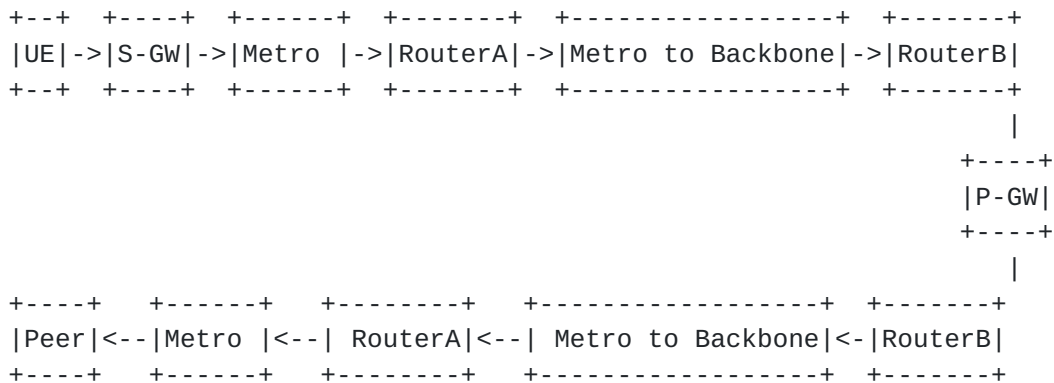 +--+  +----+  +------+  +-------+  +-----------------+  +-------+
|UE|->|S-GW|->|Metro |->|RouterA|->|Metro to Backbone|->|RouterB|
+--+  +----+  +------+  +-------+  +-----------------+  +-------+
                                                               |
                                                            +----+
                                                            |P-GW|
                                                            +----+
                                                               |
+----+   +------+   +--------+   +------------------+  +-------+
|Peer|<--|Metro |<--| RouterA|<--| Metro to Backbone|<-|RouterB|
+----+   +------+   +--------+   +------------------+  +-------+